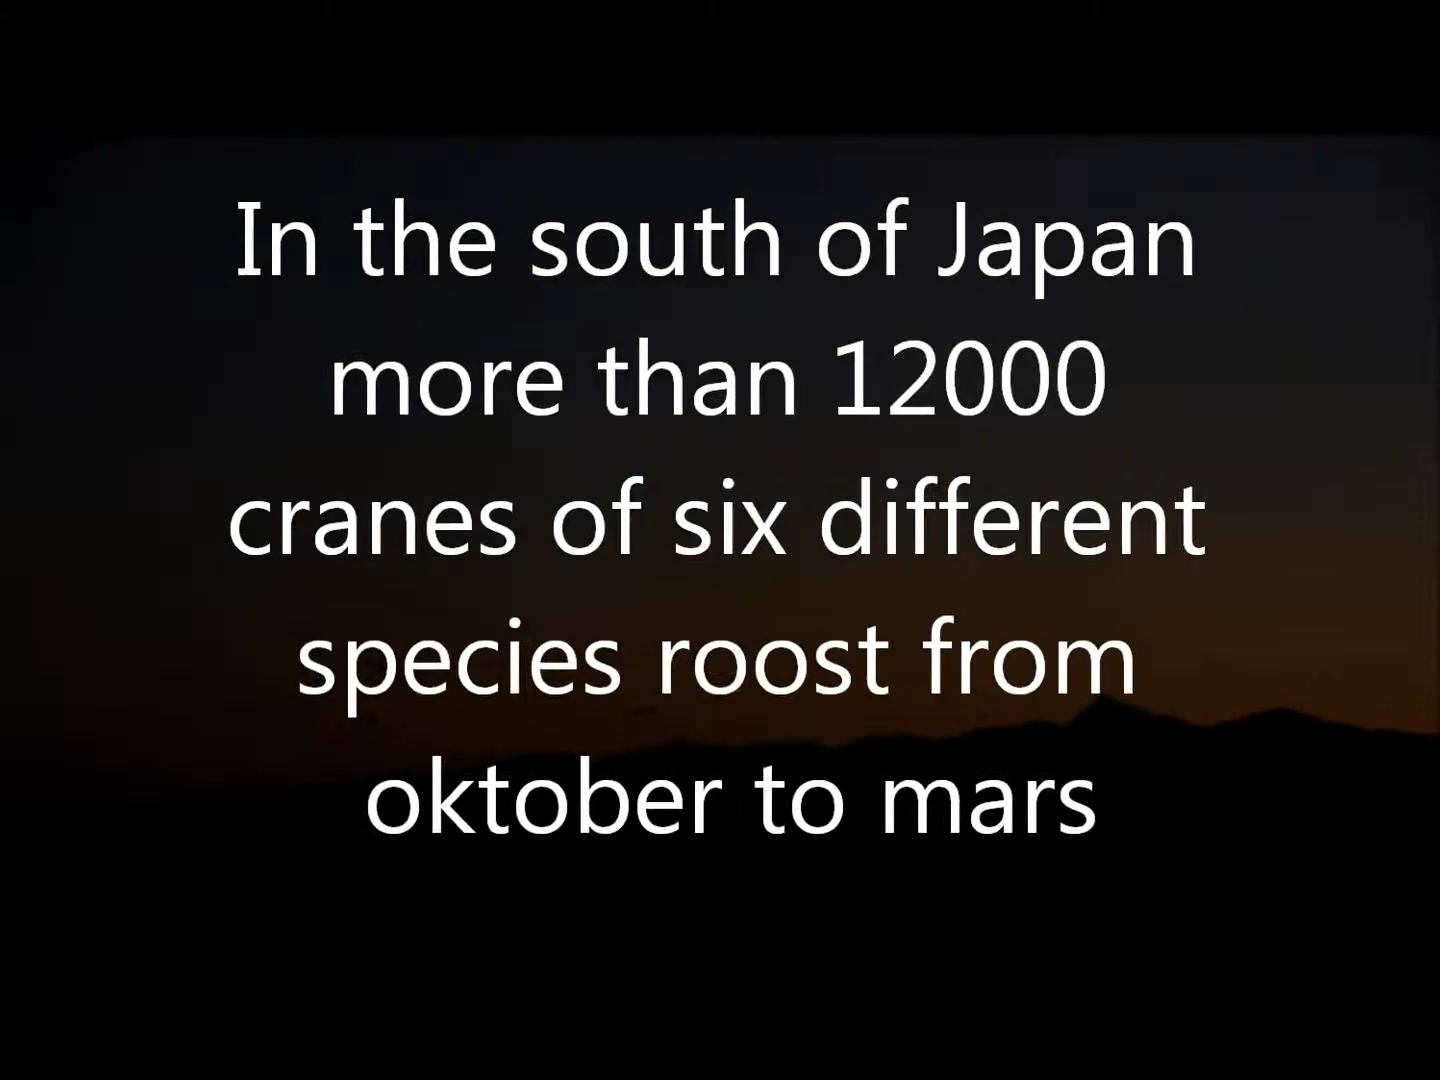 In the south of Japan
more than 12000
cranes of six different
species roost from
oktober to mars